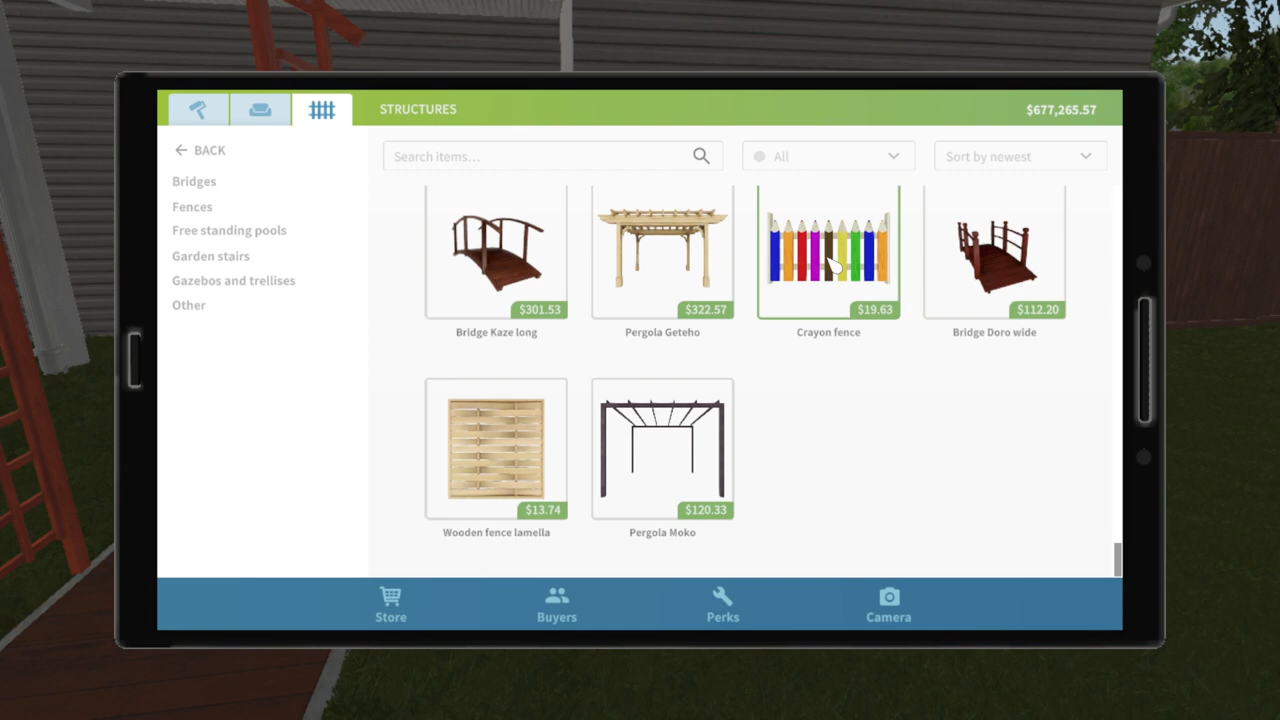 STRUCTURES
$677,265.57
BACK
Search items...
All
Sort by newest
Bridges
Fences
Free standing pools
Garden stairs
Gazebos and trellises
Other
$301.53
$322.57
$19.63
$112.20
Bridge Kaze long
Pergola Geteho
Crayon fence
Bridge Doro wide
$13.74
$120.33
Wooden fence lamella
Pergola Moko
Store
Buyers
Perks
Camera